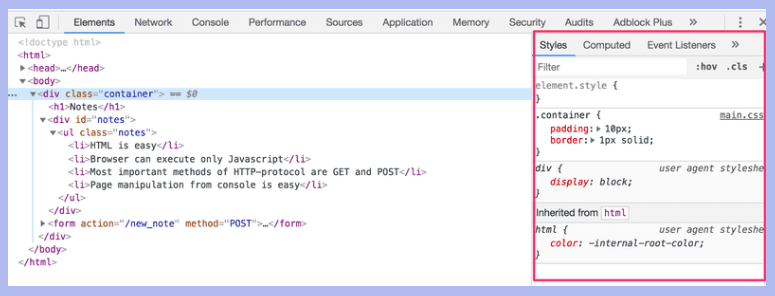 Elements Network Console Performance Sources Application Memory Security Audits Adblock Plus »
<!doctype html>
<html>
<head>…</head>
<body>
… <div class="container"> == $0
<h1>Notes</h1>
<div id="notes">
<ul class="notes">
<li>HTML is easy</li>
<li>Browser can execute only Javascript</li>
<li>Most important methods of HTTP-protocol are GET and POST</li>
<li>Page manipulation from console is easy</li>
</ul>
</div>
<form action="/new_note" method="POST">…</form>
</div>
</body>
</html>
Styles Computed Event Listeners »
Filter :hov .cls +
element.style {
}
.container { main.css
padding: 10px;
border: 1px solid;
}
div { user agent styleshe
display: block;
}
Inherited from html
html { user agent styleshe
color: -internal-root-color;
}